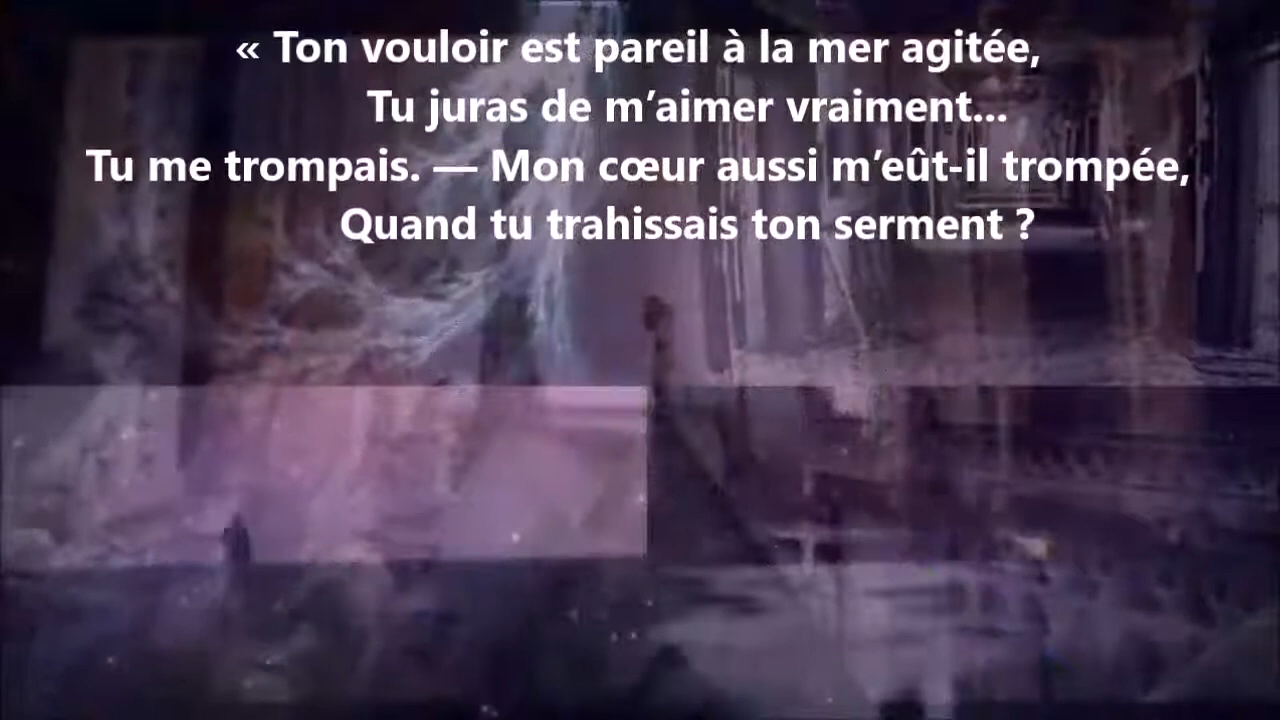 « Ton vouloir est pareil à la mer agitée,
Tu juras de m’aimer vraiment...
Tu me trompais. — Mon cœur aussi m’eût-il trompée,
Quand tu trahissais ton serment ?